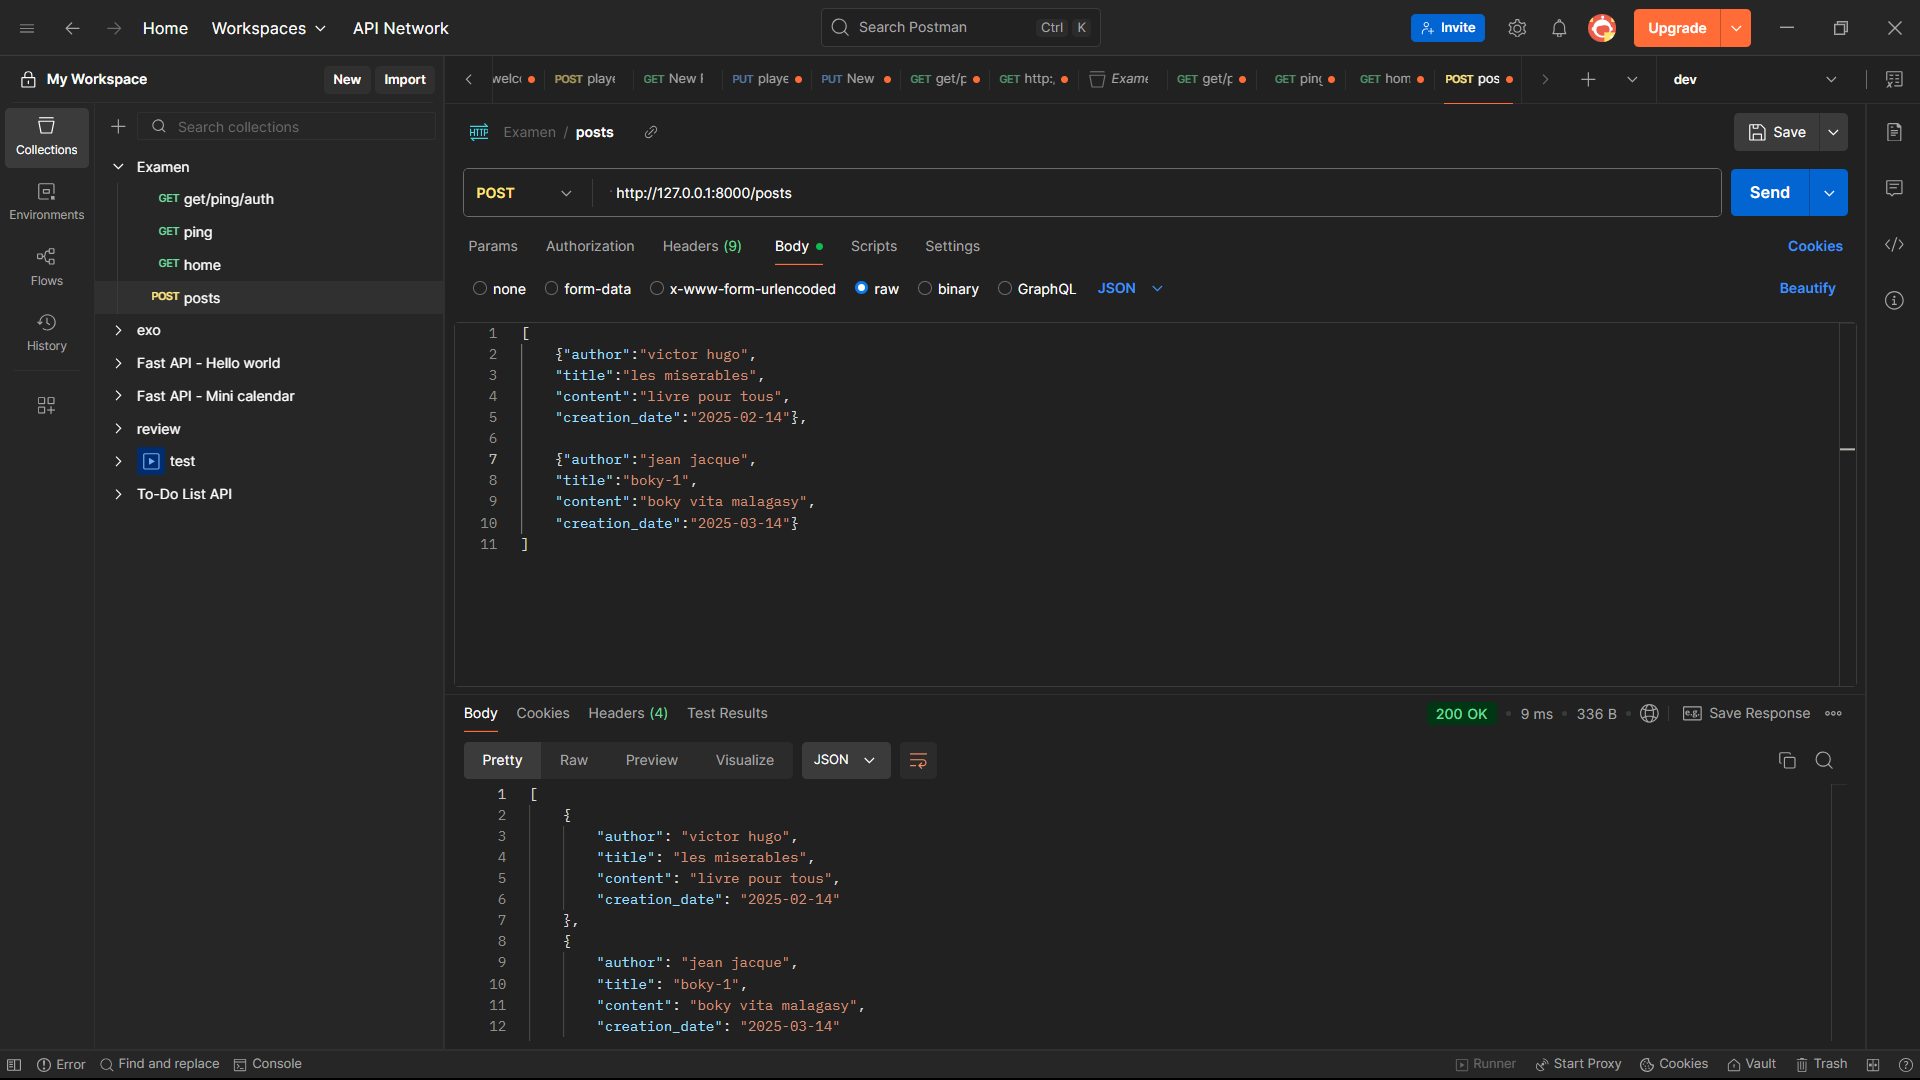 Home
Workspaces
API Network
Search Postman
Ctrl K
Invite
Upgrade
My Workspace
New
Import
welc
POST playe
GET New
PUT playe
PUT New
GET get/p
GET http:
Exame
GET get/p
GET ping
GET hom
POST pos
dev
Collections
Environments
Flows
History
Search collections
Examen
GET get/ping/auth
GET ping
GET home
POST posts
exo
Fast API - Hello world
Fast API - Mini calendar
review
test
To-Do List API
HTTP
Examen / posts
Save
POST
http://127.0.0.1:8000/posts
Send
Params
Authorization
Headers (9)
Body
Scripts
Settings
Cookies
none
form-data
x-www-form-urlencoded
raw
binary
GraphQL
JSON
Beautify
1 [
2 {"author":"victor hugo",
3 "title":"les miserables",
4 "content":"livre pour tous",
5 "creation_date":"2025-02-14"},
6
7 {"author":"jean jacque",
8 "title":"boky-1",
9 "content":"boky vita malagasy",
10 "creation_date":"2025-03-14"}
11 ]
Body
Cookies
Headers (4)
Test Results
200 OK
9 ms
336 B
e.g.
Save Response
Pretty
Raw
Preview
Visualize
JSON
1 [
2 {
3 "author": "victor hugo",
4 "title": "les miserables",
5 "content": "livre pour tous",
6 "creation_date": "2025-02-14"
7 },
8 {
9 "author": "jean jacque",
10 "title": "boky-1",
11 "content": "boky vita malagasy",
12 "creation_date": "2025-03-14"
Error
Find and replace
Console
Runner
Start Proxy
Cookies
Vault
Trash